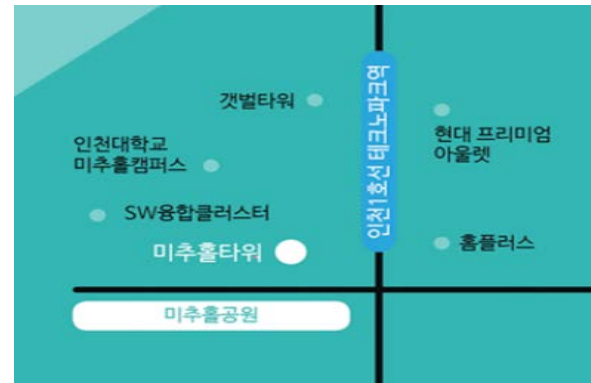 갯벌타워
인천대학교
미추홀캠퍼스
SW융합클러스터
미추홀타워
미추홀공원
인천1호선 테크노파크역
현대 프리미엄
아울렛
홈플러스